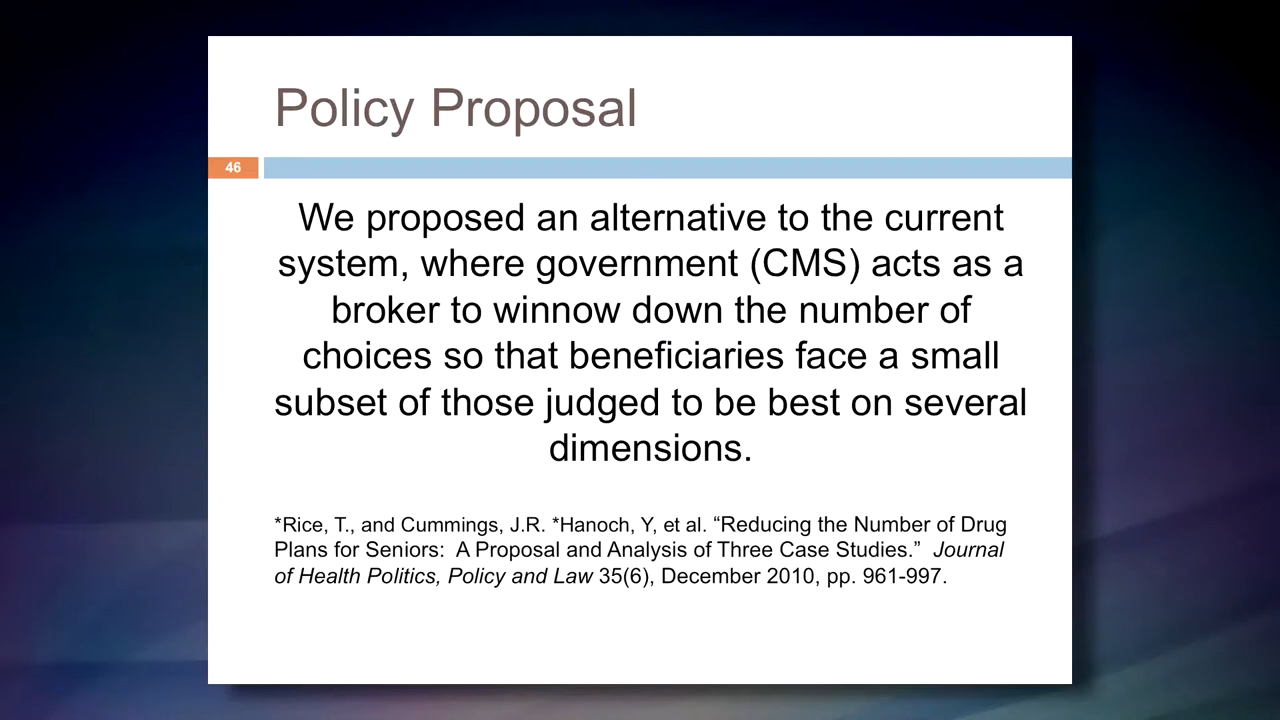 Policy Proposal
46
We proposed an alternative to the current
system, where government (CMS) acts as a
broker to winnow down the number of
choices so that beneficiaries face a small
subset of those judged to be best on several
dimensions.
*Rice, T., and Cummings, J.R. *Hanoch, Y, et al. “Reducing the Number of Drug
Plans for Seniors:  A Proposal and Analysis of Three Case Studies.”  Journal
of Health Politics, Policy and Law 35(6), December 2010, pp. 961-997.